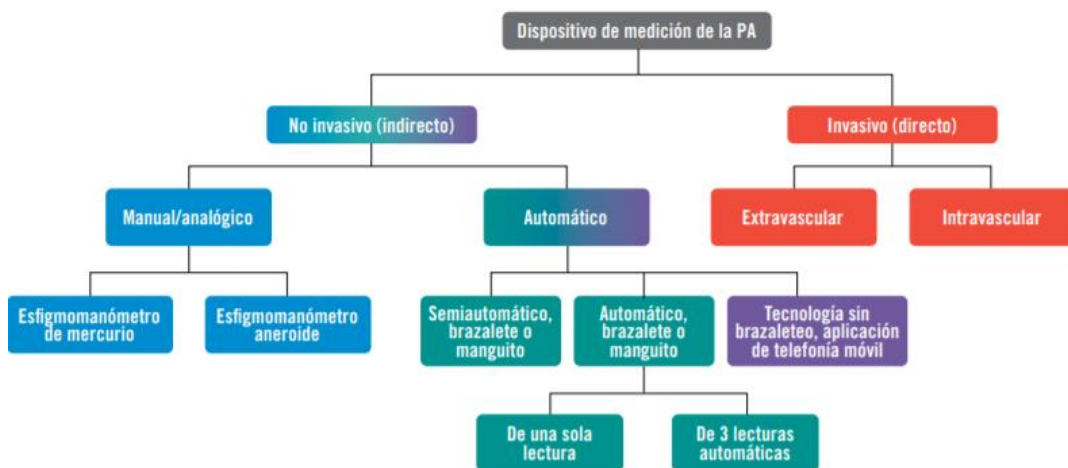 Dispositivo de medición de la PA
No invasivo (indirecto)
Invasivo (directo)
Manual/analógico
Automático
Extravascular
Intravascular
Esfigmomanómetro
de mercurio
Esfigmomanómetro
aneroide
Semiautomático,
brazalete o
manguito
Automático,
brazalete o
manguito
Tecnología sin
brazaleteo, aplicación
de telefonía móvil
De una sola
lectura
De 3 lecturas
automáticas